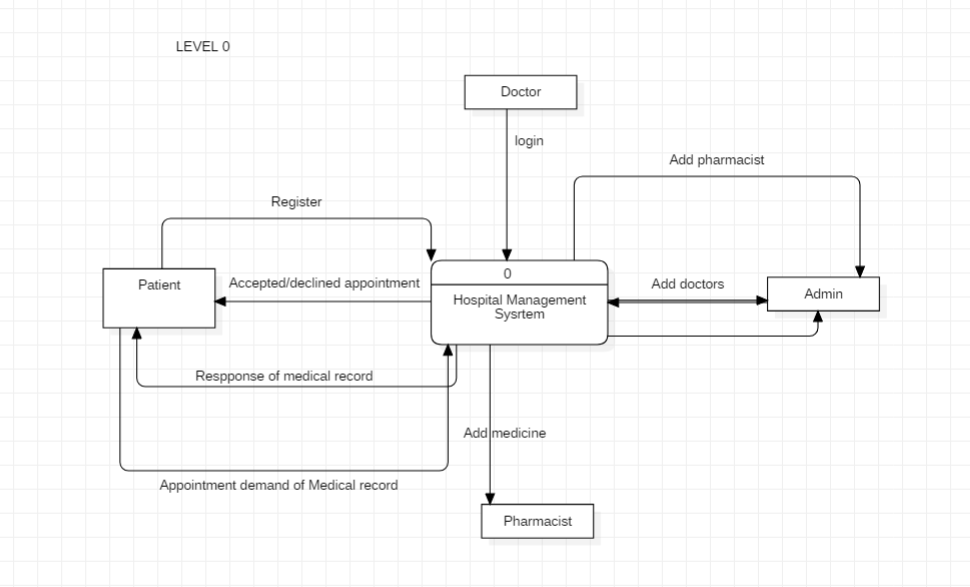 LEVEL 0
Doctor
login
Add pharmacist
Register
0
Patient
Accepted/declined appointment
Hospital Management
Sysrtem
Add doctors
Admin
Respponse of medical record
Add medicine
Appointment demand of Medical record
Pharmacist